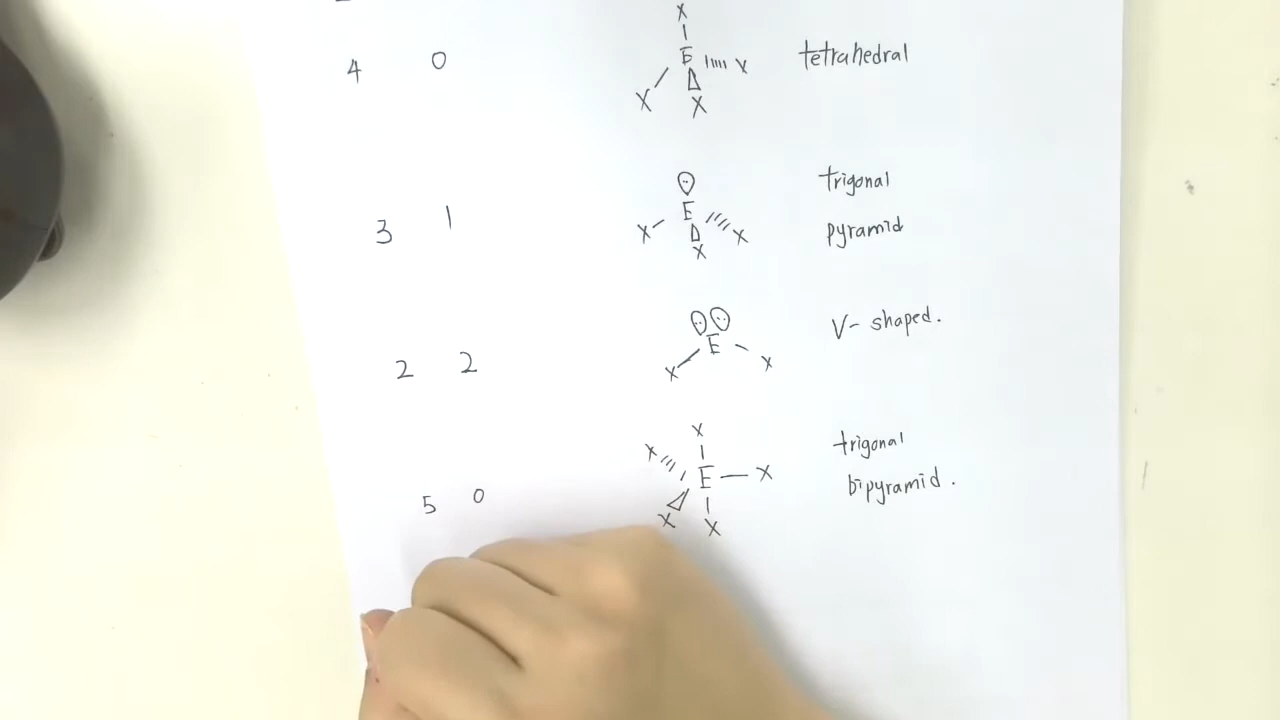 X
4 0 E X tetrahedral
X X
trigonal
3 1 E
X X pyramid
X
V- shaped.
2 2 E
X X
X
X trigonal
E X
5 0 bipyramid.
X X